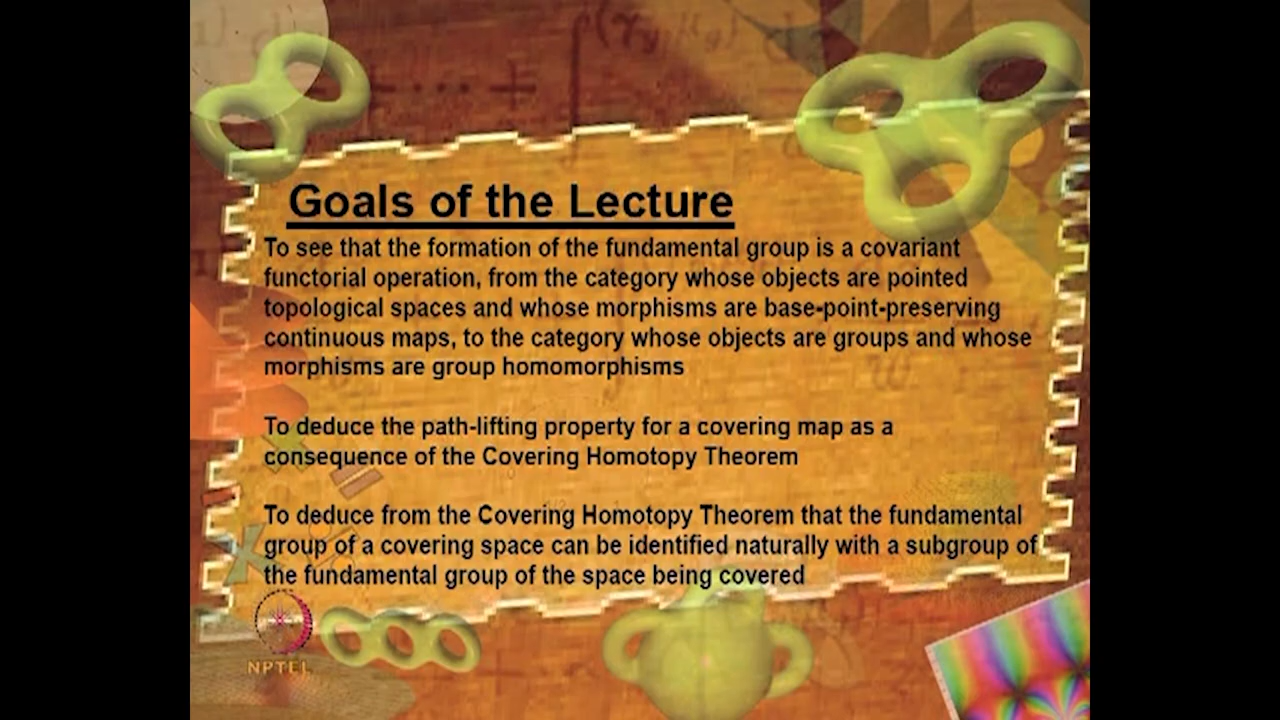 Goals of the Lecture
To see that the formation of the fundamental group is a covariant
functorial operation, from the category whose objects are pointed
topological spaces and whose morphisms are base-point-preserving
continuous maps, to the category whose objects are groups and whose
morphisms are group homomorphisms
To deduce the path-lifting property for a covering map as a
consequence of the Covering Homotopy Theorem
To deduce from the Covering Homotopy Theorem that the fundamental
group of a covering space can be identified naturally with a subgroup of
the fundamental group of the space being covered
NPTEL